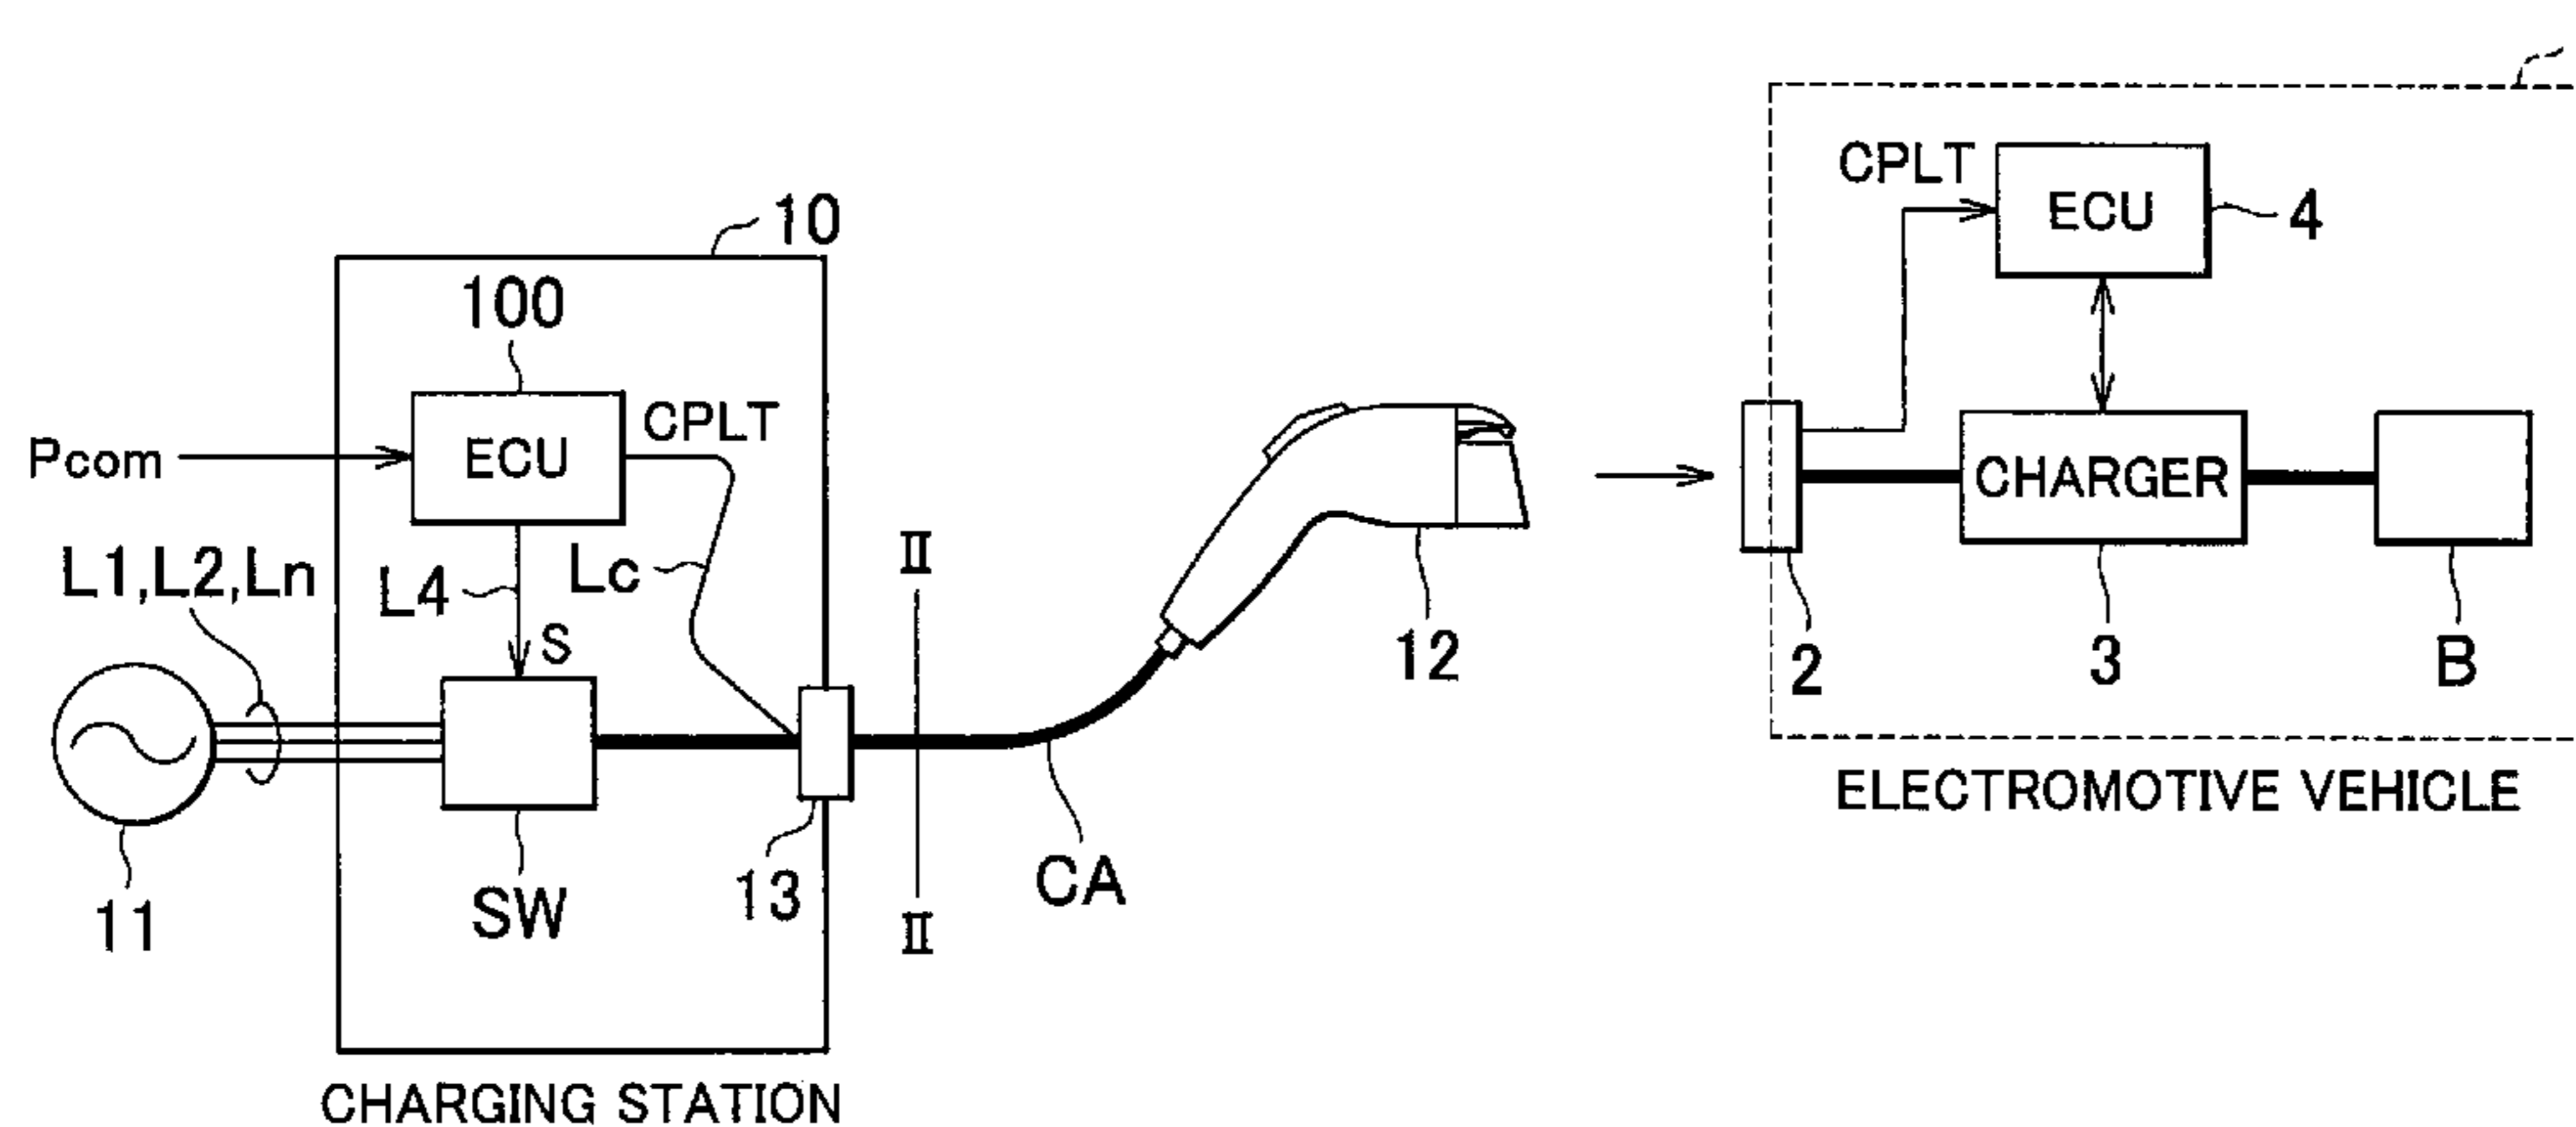 10
100
CPLT
Pcom
ECU
L1,L2,Ln
L4
Lc
S
11
SW
13
CHARGING STATION
II
II
CA
12
CPLT
ECU
4
CHARGER
2
3
B
ELECTROMOTIVE VEHICLE